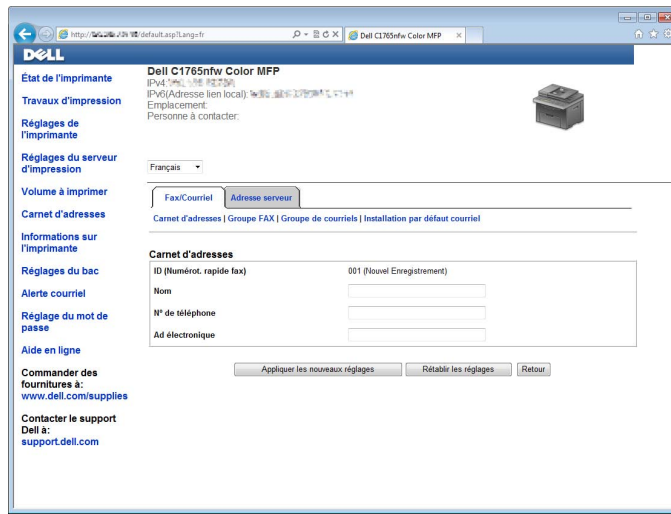 http:// /default.asp?Lang=fr
Dell C1765nfw Color MFP
DELL
État de l'imprimante
Travaux d'impression
Réglages de
l'imprimante
Réglages du serveur
d'impression
Volume à imprimer
Carnet d'adresses
Informations sur
l'imprimante
Réglages du bac
Alerte courriel
Réglage du mot de
passe
Aide en ligne
Commander des
fournitures à:
www.dell.com/supplies
Contacter le support
Dell à:
support.dell.com
Dell C1765nfw Color MFP
IPv4:
IPv6(Adresse lien local):
Emplacement:
Personne à contacter:
Français
Fax/Courriel
Adresse serveur
Carnet d'adresses | Groupe FAX | Groupe de courriels | Installation par défaut courriel
Carnet d'adresses
ID (Numérot. rapide fax) 001 (Nouvel Enregistrement)
Nom
Nº de téléphone
Ad électronique
Appliquer les nouveaux réglages Rétablir les réglages Retour